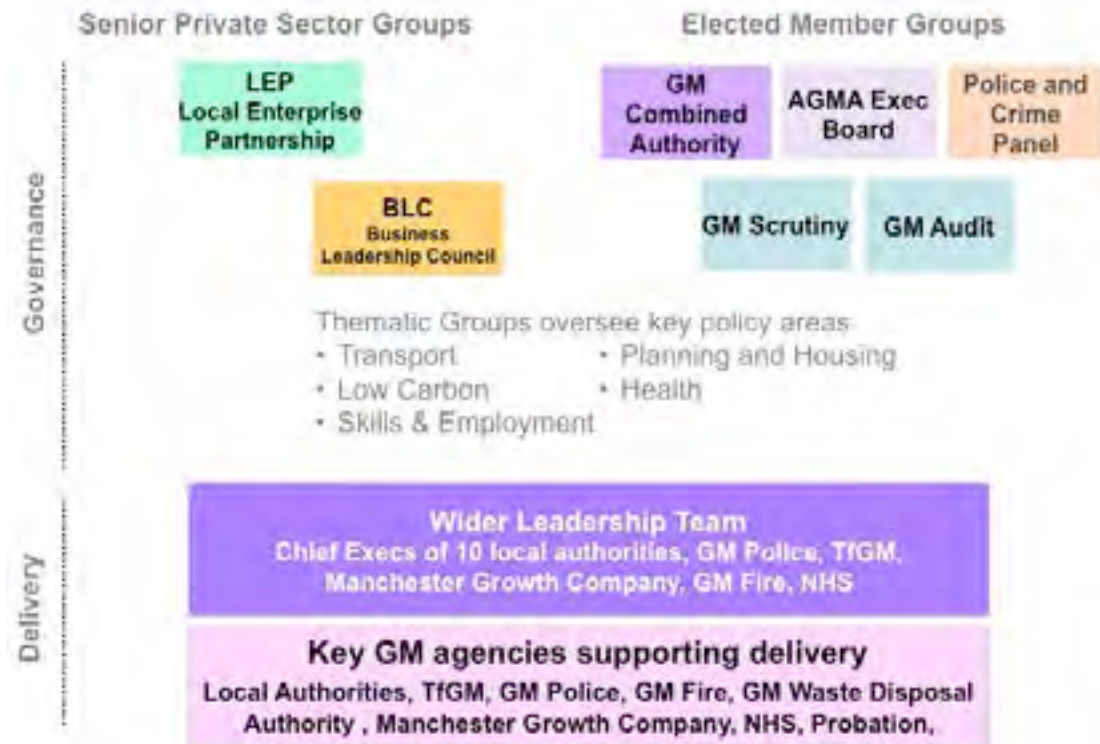 Senior Private Sector Groups
Elected Member Groups
Governance
LEP
Local Enterprise
Partnership
GM
Combined
Authority
AGMA Exec
Board
Police and
Crime
Panel
BLC
Business
Leadership Council
GM Scrutiny
GM Audit
Thematic Groups oversee key policy areas
• Transport
• Low Carbon
• Skills & Employment
• Planning and Housing
• Health
Delivery
Wider Leadership Team
Chief Execs of 10 local authorities, GM Police, TfGM,
Manchester Growth Company, GM Fire, NHS
Key GM agencies supporting delivery
Local Authorities, TfGM, GM Police, GM Fire, GM Waste Disposal
Authority , Manchester Growth Company, NHS, Probation,